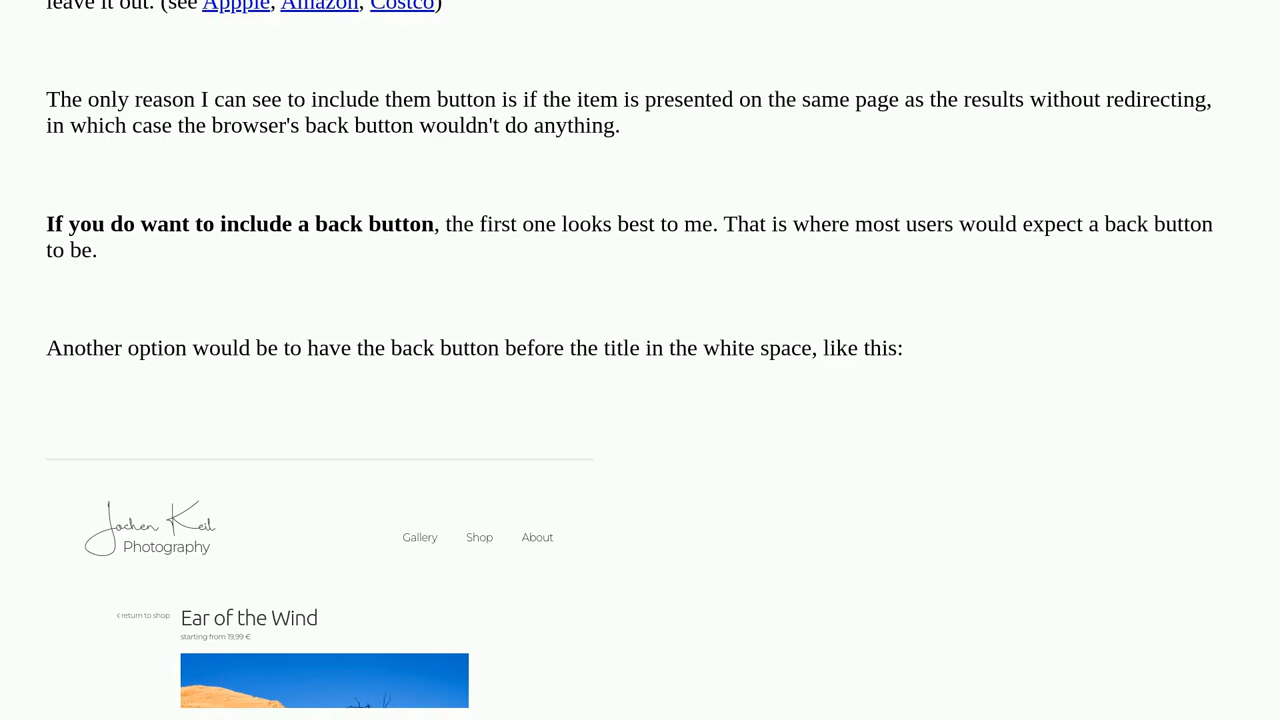 leave it out. (see Appple, Amazon, Costco)
The only reason I can see to include them button is if the item is presented on the same page as the results without redirecting,
in which case the browser's back button wouldn't do anything.
If you do want to include a back button, the first one looks best to me. That is where most users would expect a back button
to be.
Another option would be to have the back button before the title in the white space, like this:
Jochen Keil
Photography
Gallery Shop About
‹ return to shop Ear of the Wind
starting from 19.99 €